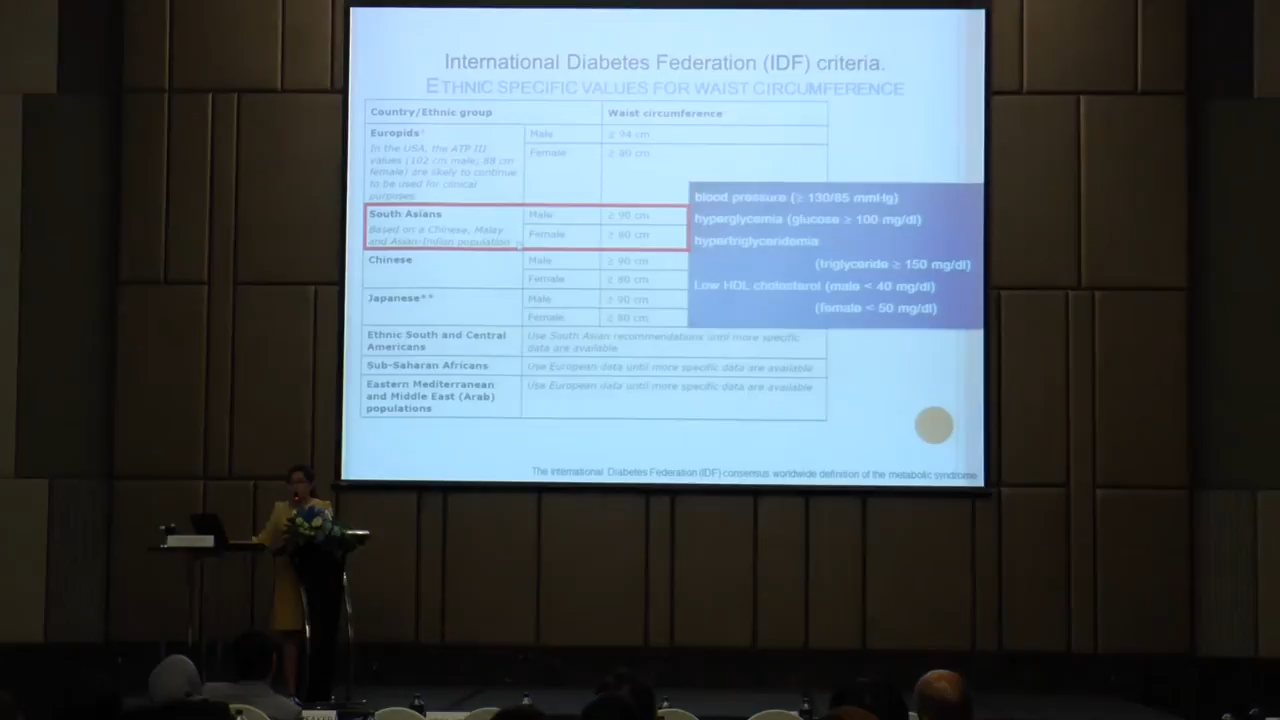 International Diabetes Federation (IDF) criteria.
ETHNIC SPECIFIC VALUES FOR WAIST CIRCUMFERENCE
Country/Ethnic group
Waist circumference
Europids*
In the USA, the ATP III
values (102 cm male; 88 cm
female) are likely to continue
to be used for clinical
purposes
Male
≥ 94 cm
Female
≥ 80 cm
South Asians
Based on a Chinese, Malay
and Asian-Indian population
Male
≥ 90 cm
Female
≥ 80 cm
Chinese
Male
≥ 90 cm
Female
≥ 80 cm
Japanese**
Male
≥ 90 cm
Female
≥ 80 cm
Ethnic South and Central
Americans
Use South Asian recommendations until more specific
data are available
Sub-Saharan Africans
Use European data until more specific data are available
Eastern Mediterranean
and Middle East (Arab)
populations
Use European data until more specific data are available
blood pressure (≥ 130/85 mmHg)
hyperglycemia (glucose ≥ 100 mg/dl)
hypertriglyceridemia
(triglyceride ≥ 150 mg/dl)
Low HDL cholesterol (male < 40 mg/dl)
(female < 50 mg/dl)
The International Diabetes Federation (IDF) consensus worldwide definition of the metabolic syndrome